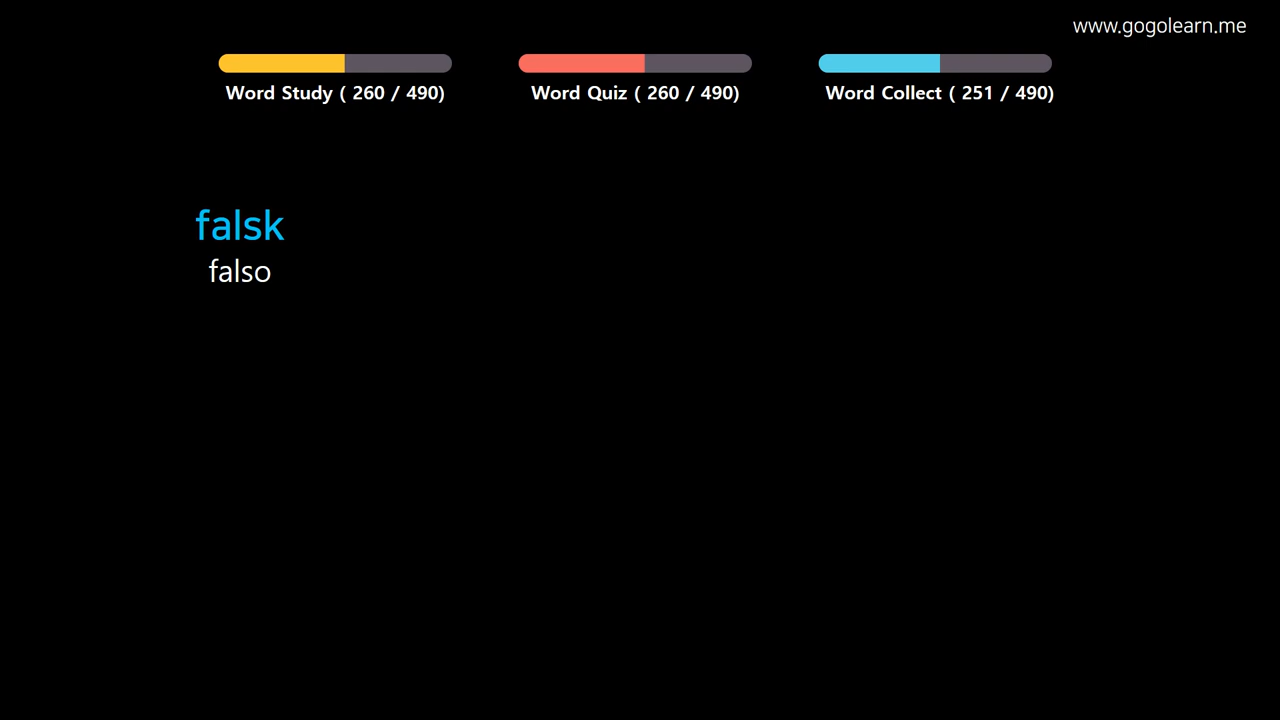 www.gogolearn.me
Word Study ( 260 / 490)
Word Quiz ( 260 / 490)
Word Collect ( 251 / 490)
falsk
falso